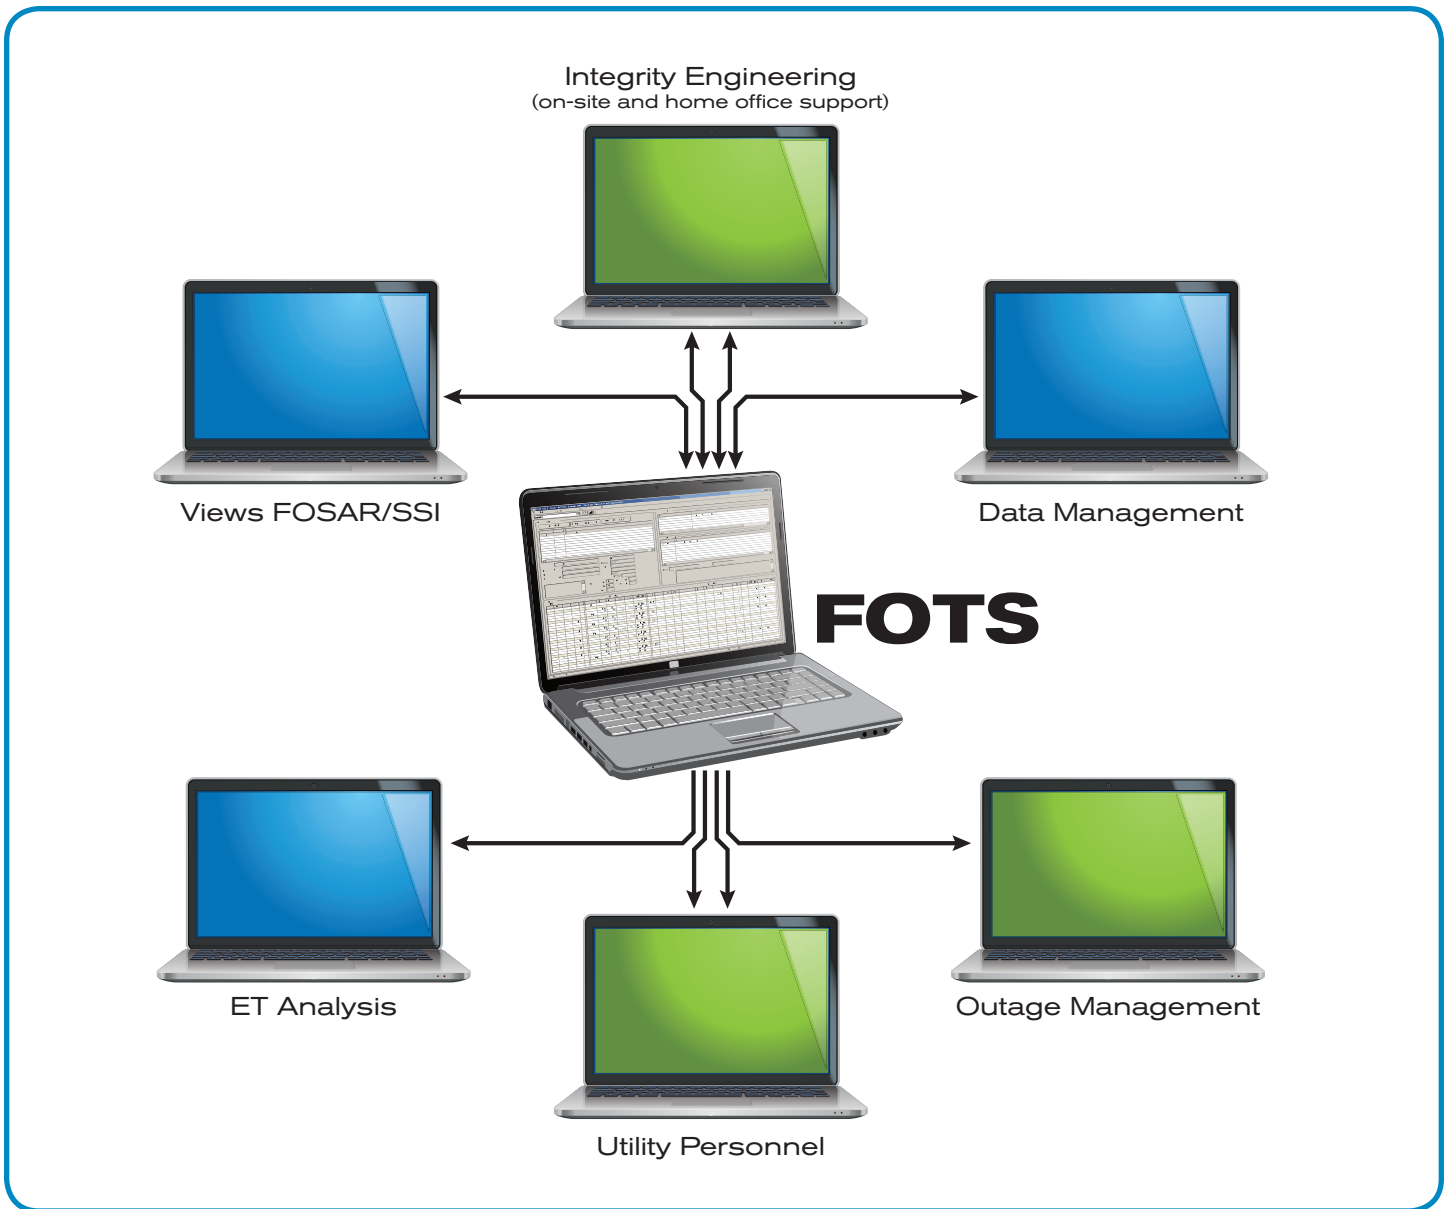 Integrity Engineering
(on-site and home office support)
Views FOSAR/SSI
Data Management
FOTS
ET Analysis
Outage Management
Utility Personnel